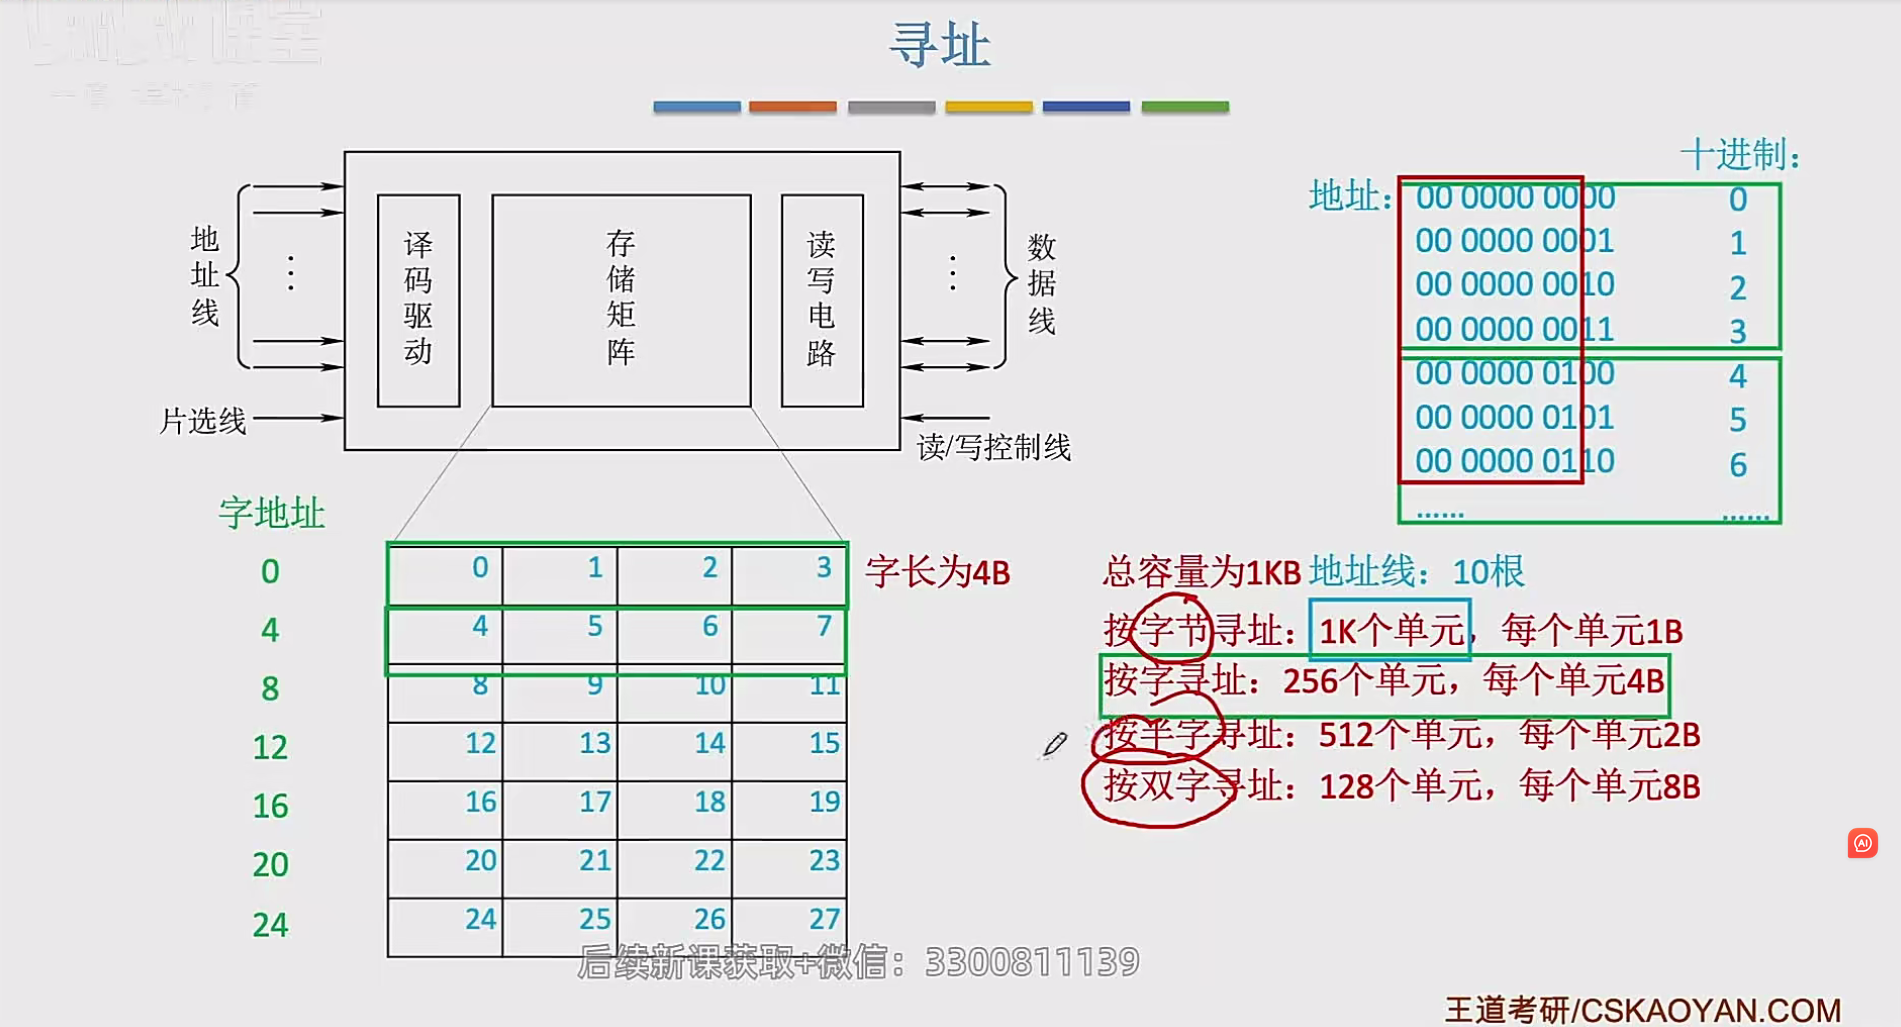 寻址
十进制：
地址：
00 0000 0000 0
00 0000 0001 1
00 0000 0010 2
00 0000 0011 3
00 0000 0100 4
00 0000 0101 5
00 0000 0110 6
...... ......
地址线
译码驱动
存储矩阵
读写电路
数据线
片选线
读/写控制线
字地址
0 0 1 2 3 字长为4B
4 4 5 6 7
8 8 9 10 11
12 12 13 14 15
16 16 17 18 19
20 20 21 22 23
24 24 25 26 27
总容量为1KB 地址线：10根
按字节寻址：1K个单元，每个单元1B
按字寻址：256个单元，每个单元4B
按半字寻址：512个单元，每个单元2B
按双字寻址：128个单元，每个单元8B
AI
后续新课获取+微信：3300811139
王道考研/CSKAOYAN.COM